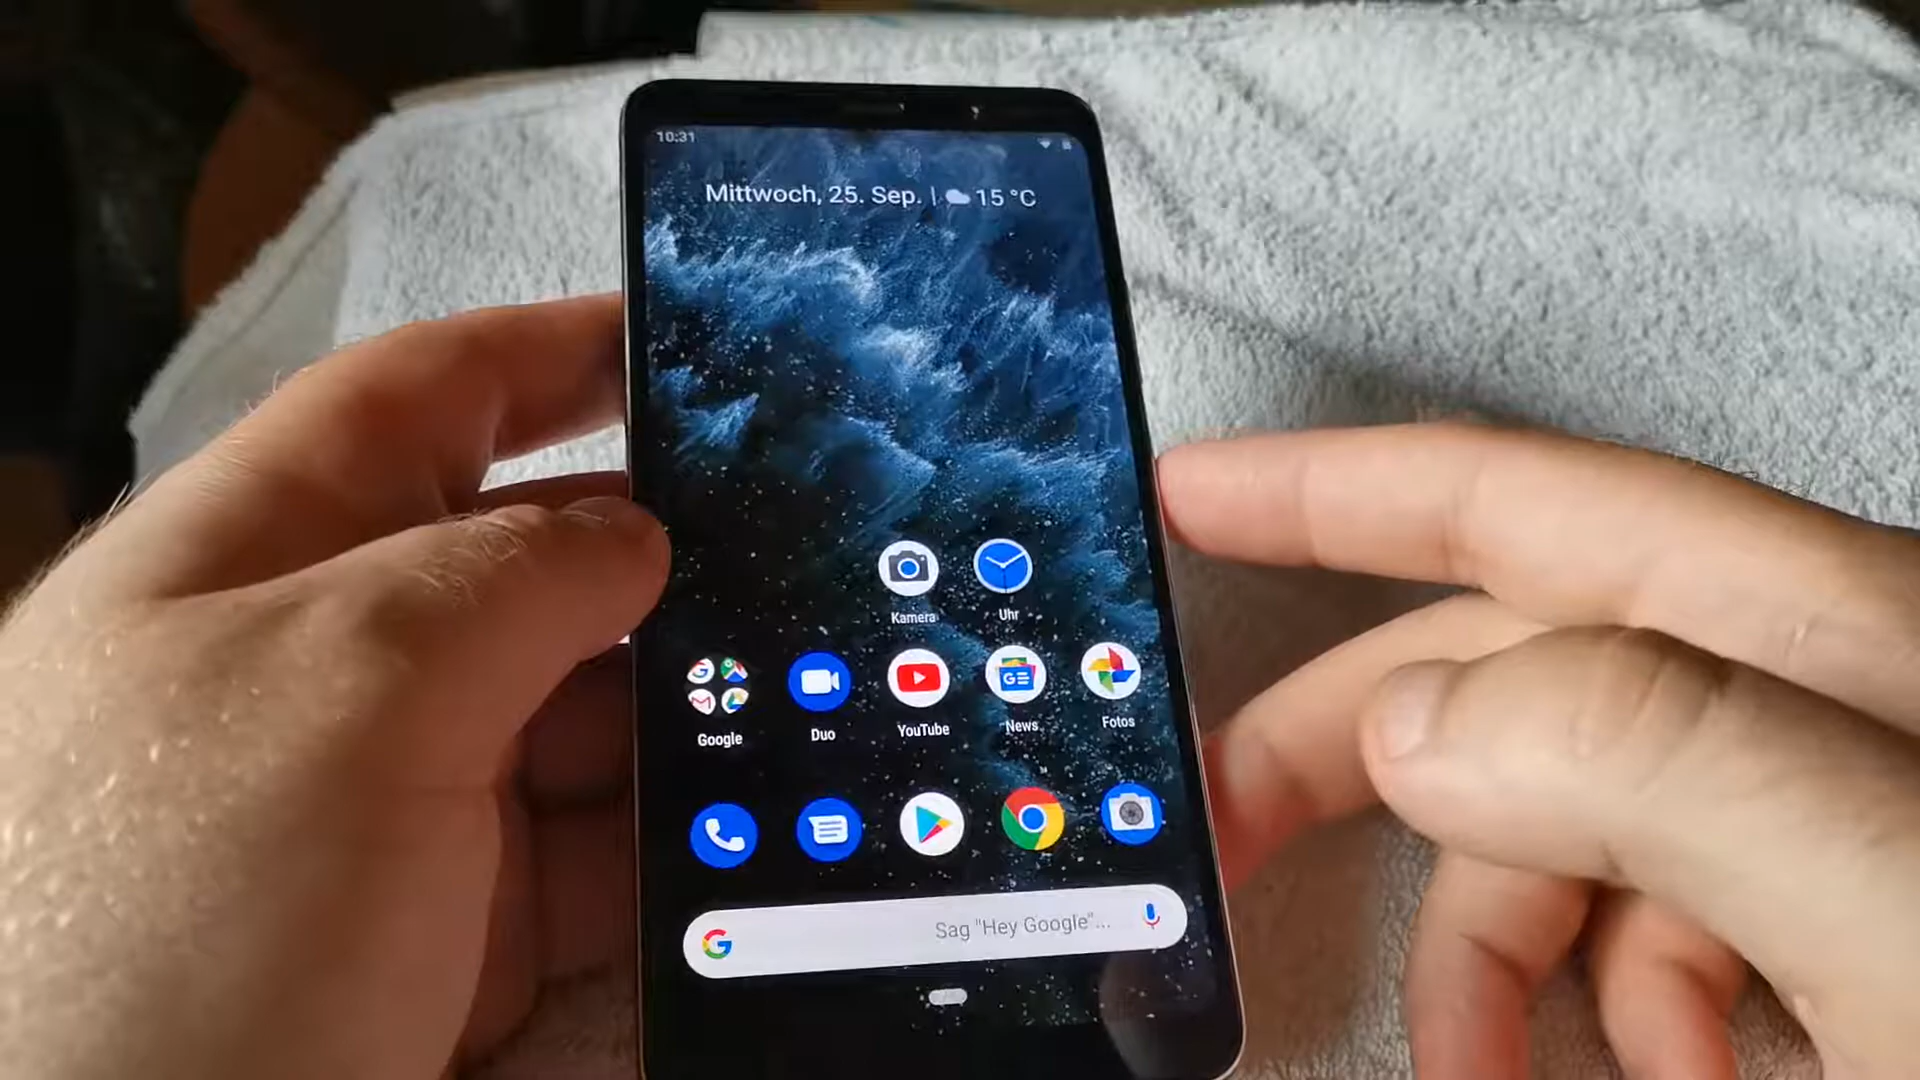 10:31
Mittwoch, 25. Sep. | 15 °C
Kamera Uhr
Google Duo YouTube News Fotos
Sag "Hey Google"...